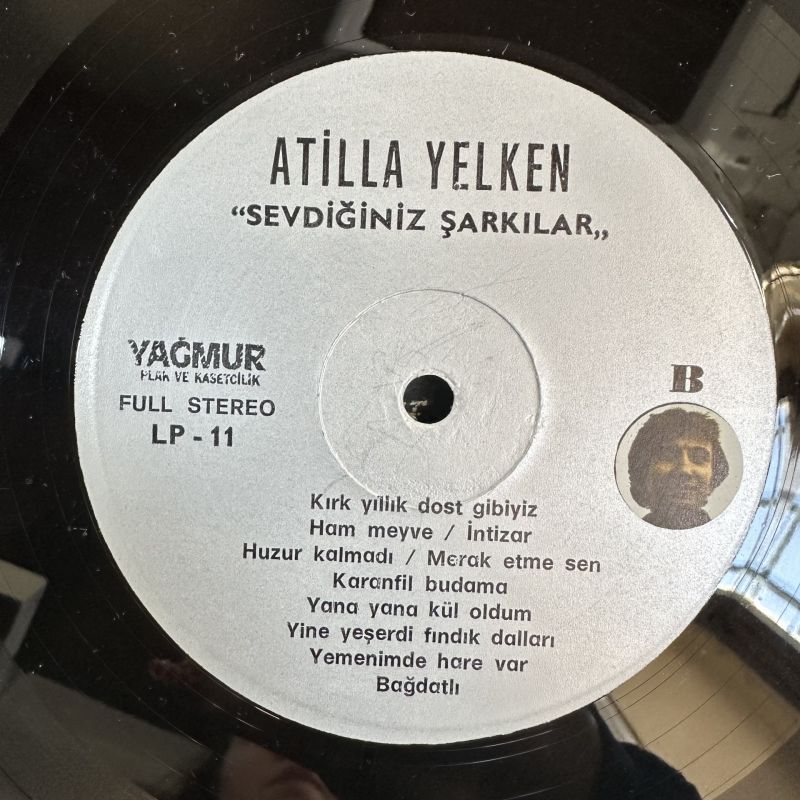 ATİLLA YELKEN
“SEVDİĞİNİZ ŞARKILAR„
YAĞMUR
PLAK VE KASETCİLİK
FULL STEREO
LP - 11
B
Kırk yıllık dost gibiyiz
Ham meyve / İntizar
Huzur kalmadı / Merak etme sen
Karanfil budama
Yana yana kül oldum
Yine yeşerdi fındık dalları
Yemenimde hare var
Bağdatlı